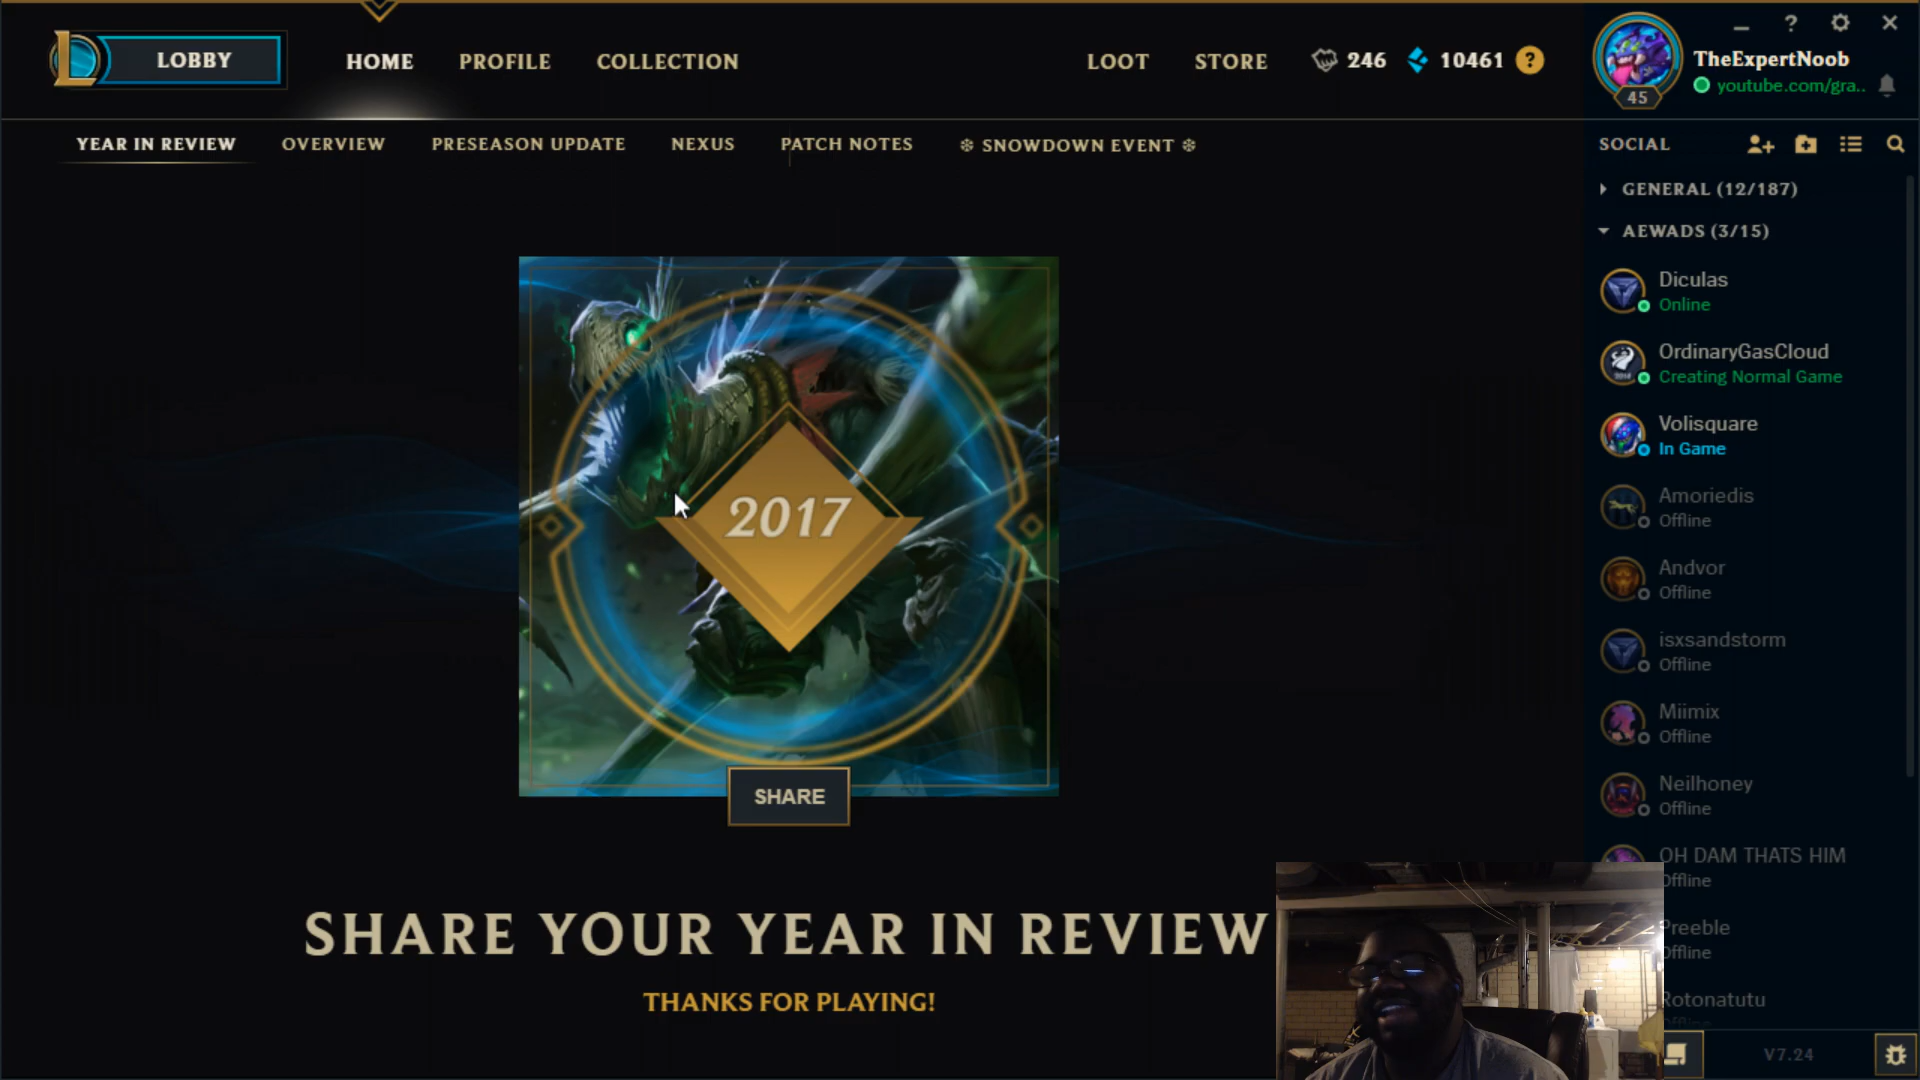 LOBBY
HOME
PROFILE
COLLECTION
LOOT
STORE
246
10461
?
?
TheExpertNoob
youtube.com/gra..
45
YEAR IN REVIEW
OVERVIEW
PRESEASON UPDATE
NEXUS
PATCH NOTES
❄ SNOWDOWN EVENT ❄
SOCIAL
GENERAL (12/187)
AEWADS (3/15)
Diculas
Online
OrdinaryGasCloud
Creating Normal Game
Volisquare
In Game
Amoriedis
Offline
Andvor
Offline
isxsandstorm
Offline
Miimix
Offline
Neilhoney
Offline
OH DAM THATS HIM
Offline
Preeble
Offline
Rotonatutu
2017
SHARE
SHARE YOUR YEAR IN REVIEW
THANKS FOR PLAYING!
V7.24